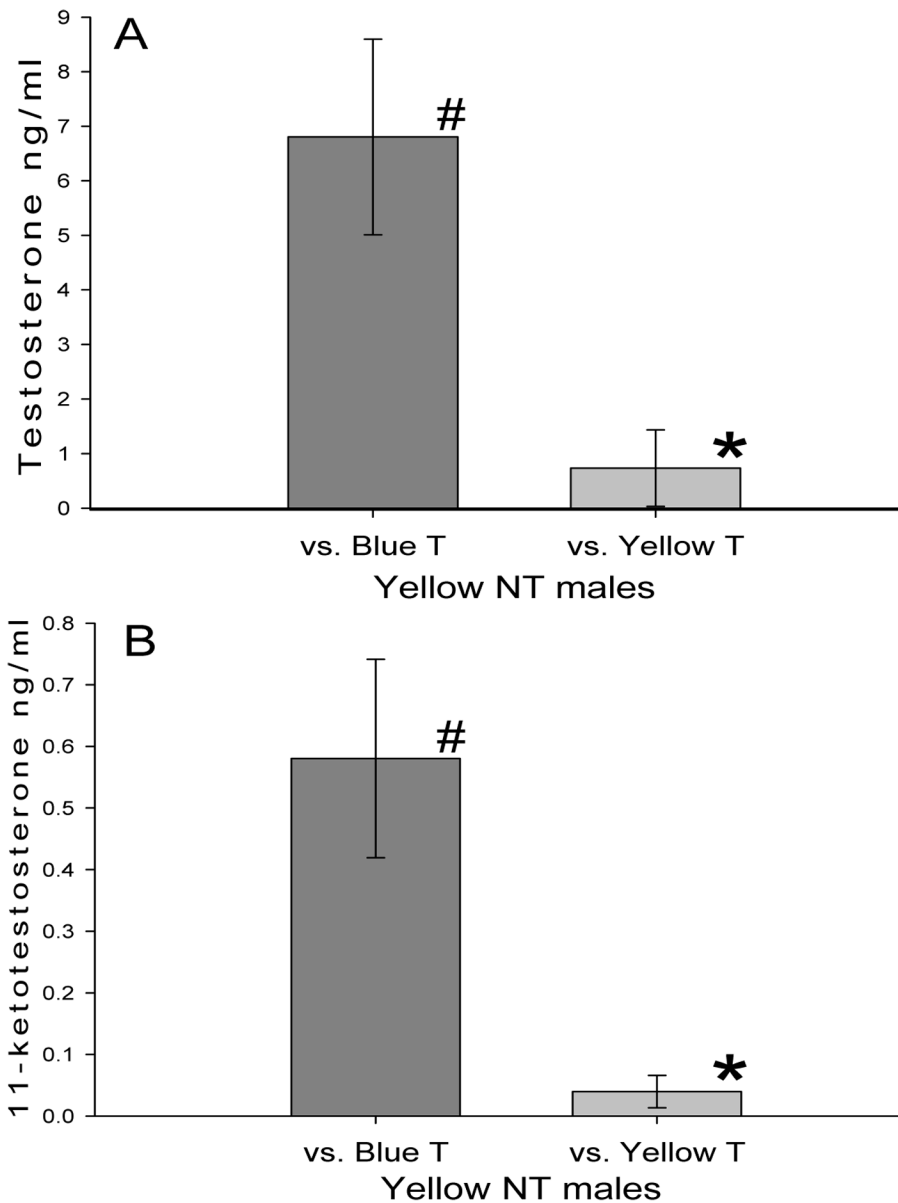 A
Testosterone ng/ml
9
8
7
6
5
4
3
2
1
0
#
*
vs. Blue T
vs. Yellow T
Yellow NT males
B
11-ketotestosterone ng/ml
0.8
0.7
0.6
0.5
0.4
0.3
0.2
0.1
0.0
#
*
vs. Blue T
vs. Yellow T
Yellow NT males